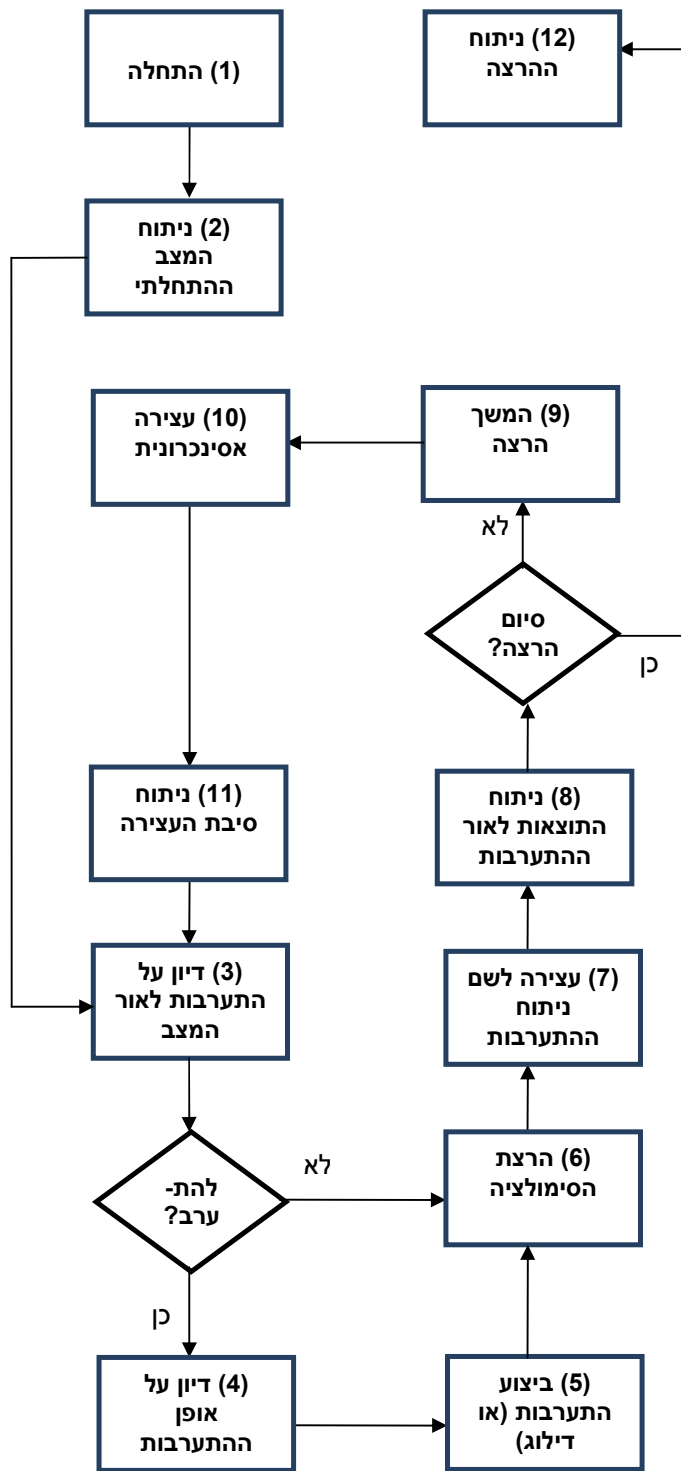 (1) התחלה
(12) ניתוח
ההרצה
(2) ניתוח
המצב
ההתחלתי
(10) עצירה
אסינכרונית
(9) המשך
הרצה
לא
סיום
הרצה?
כן
(11) ניתוח
סיבת העצירה
(8) ניתוח
התוצאות לאור
ההתערבות
(3) דיון על
התערבות לאור
המצב
(7) עצירה לשם
ניתוח
ההתערבות
להת-
ערב?
לא
(6) הרצת
הסימולציה
כן
(4) דיון על
אופן
ההתערבות
(5) ביצוע
התערבות (או
דילוג)